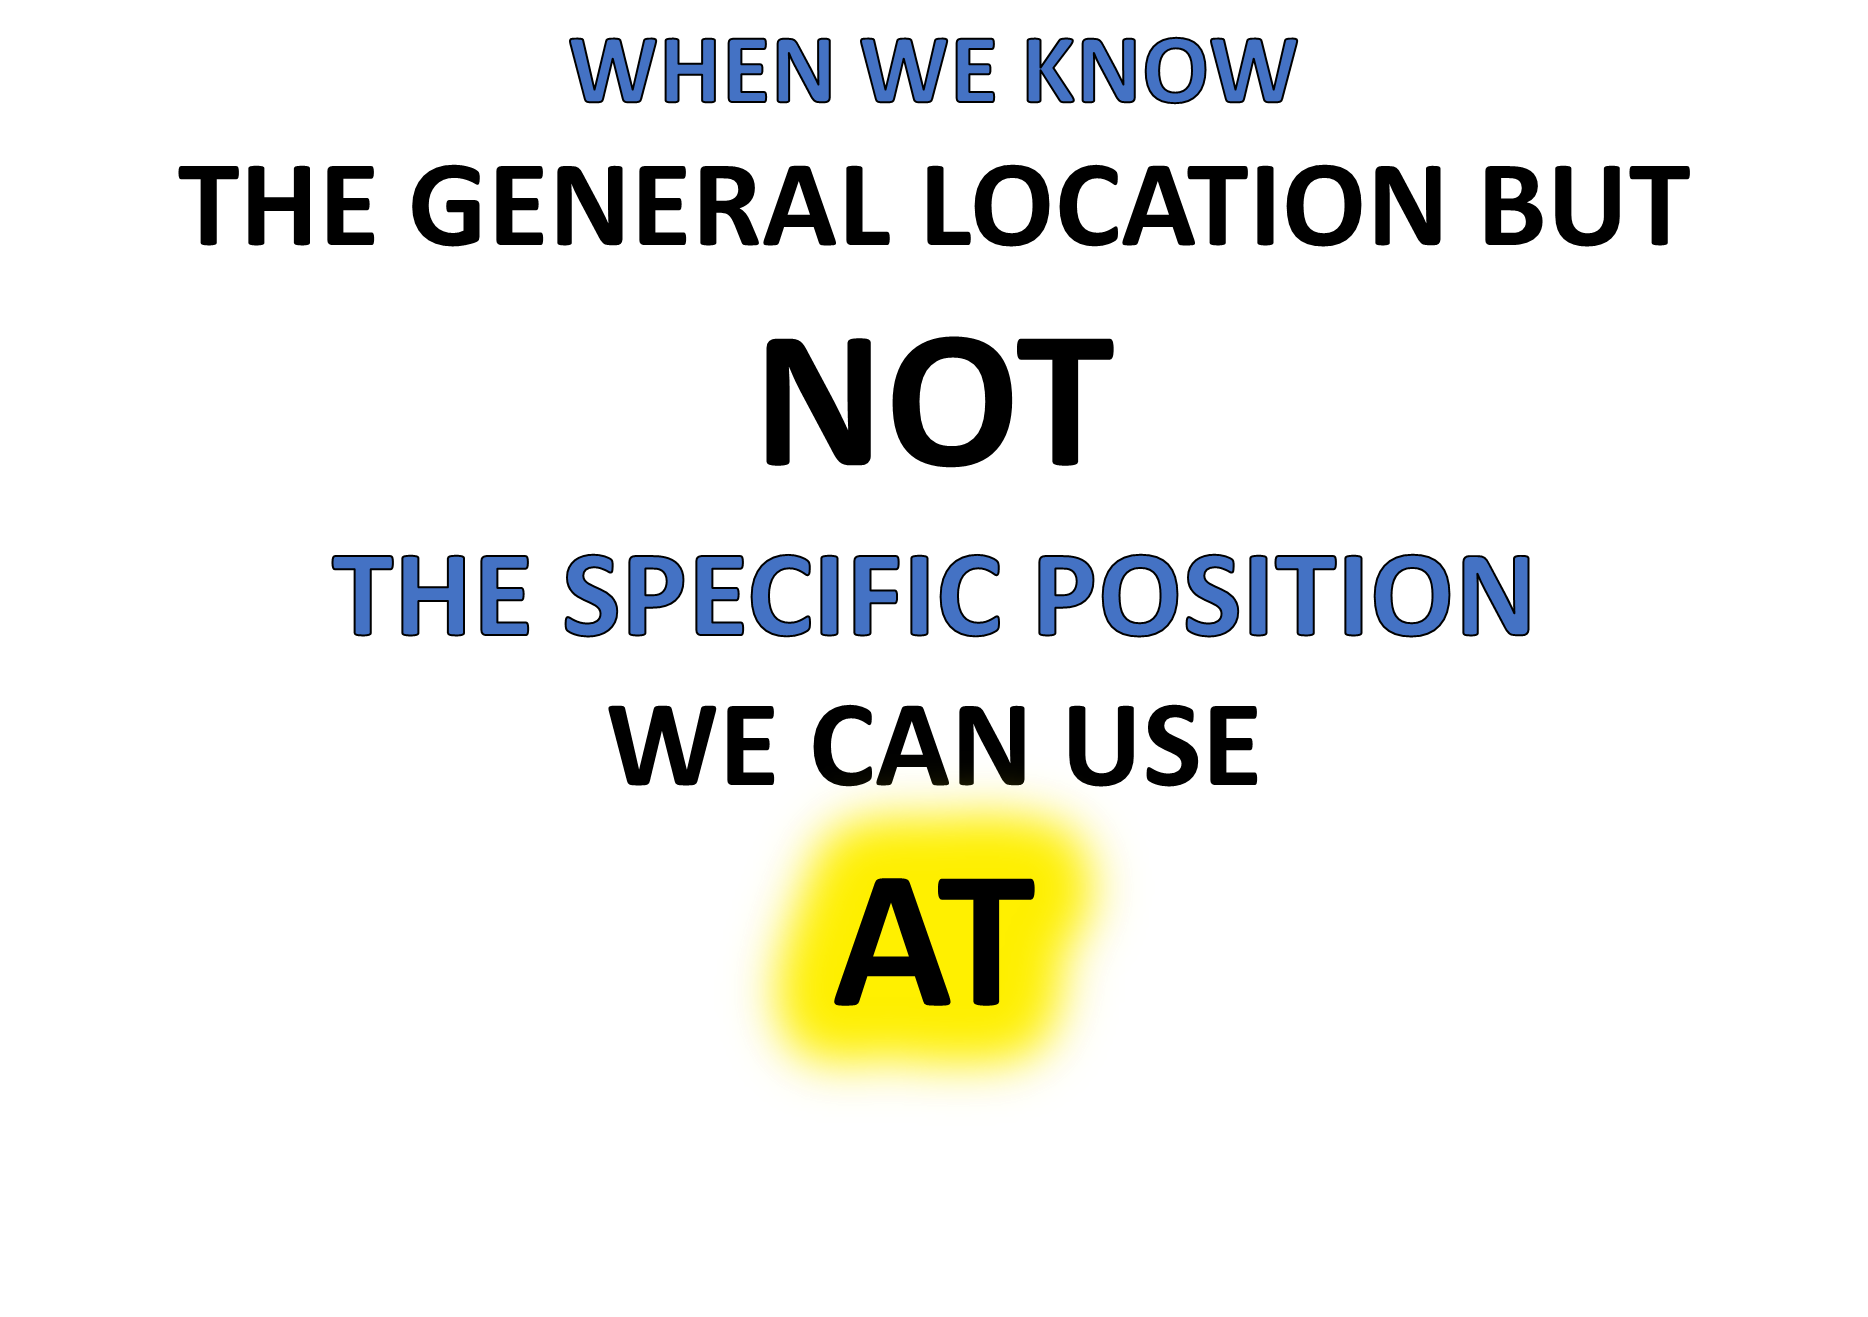 WHEN WE KNOW
THE GENERAL LOCATION BUT
NOT
THE SPECIFIC POSITION
WE CAN USE
AT